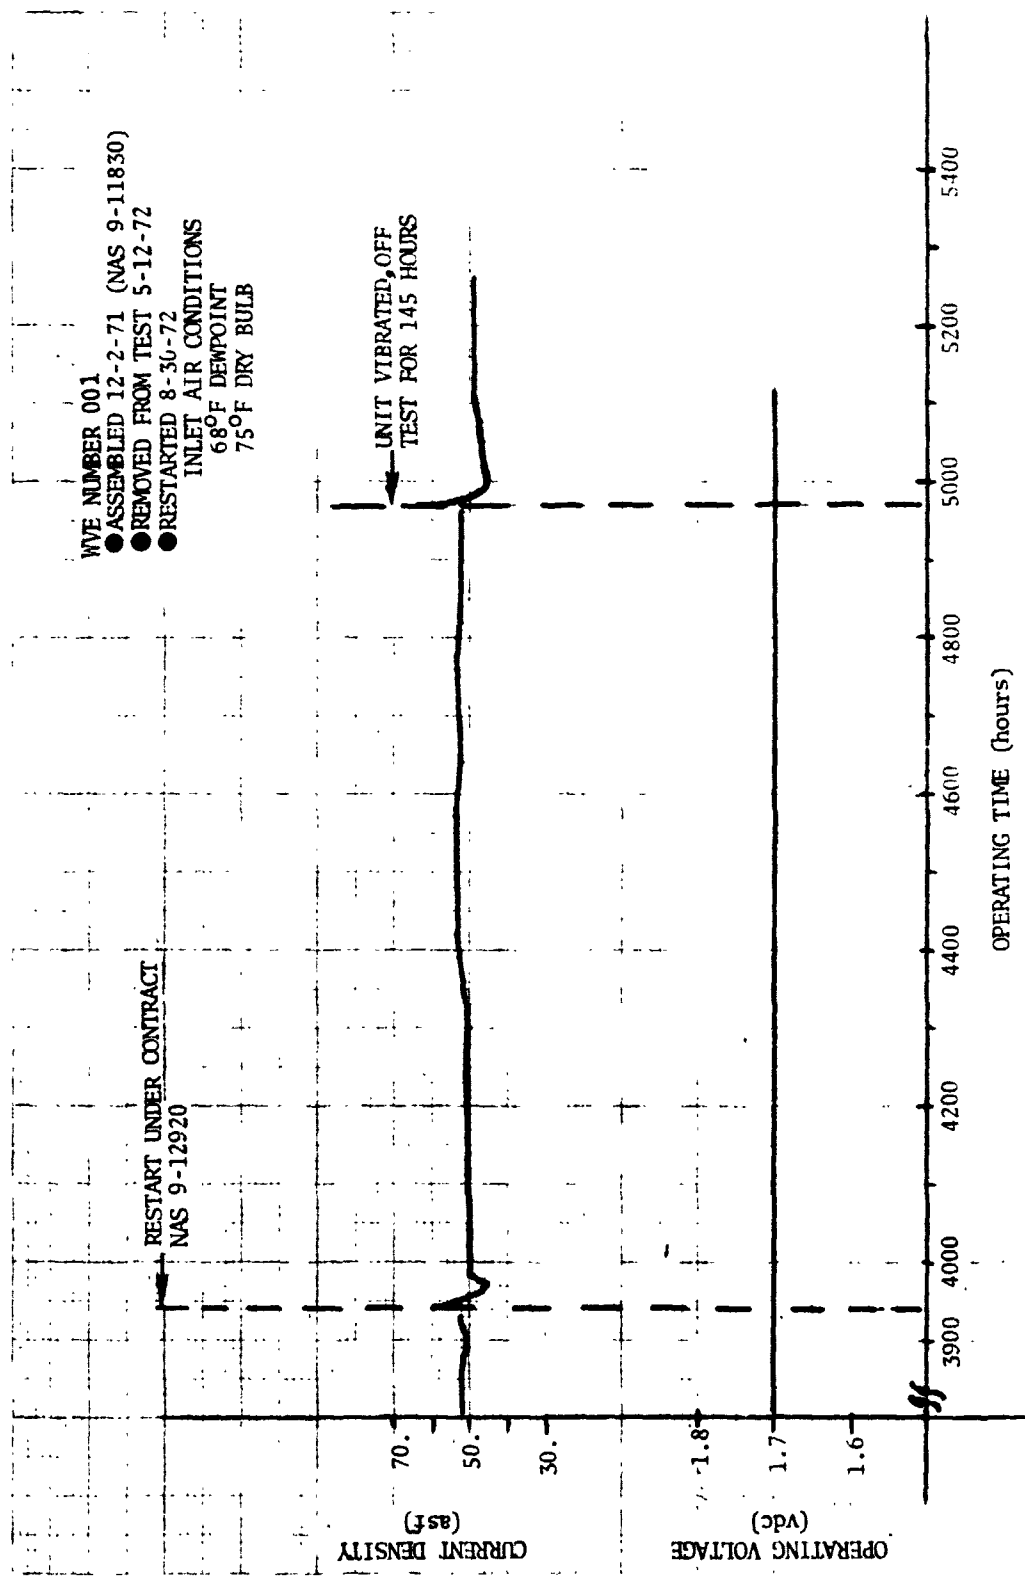 WVE NUMBER 001
●ASSEMBLED 12-2-71 (NAS 9-11830)
●REMOVED FROM TEST 5-12-72
●RESTARTED 8-30-72
INLET AIR CONDITIONS
68°F DEWPOINT
75°F DRY BULB
RESTART UNDER CONTRACT
NAS 9-12920
UNIT VIBRATED, OFF
TEST FOR 145 HOURS
CURRENT DENSITY
(asf)
70.
50.
30.
OPERATING VOLTAGE
(vdc)
1.8
1.7
1.6
3900 4000 4200 4400 4600 4800 5000 5200 5400
OPERATING TIME (hours)